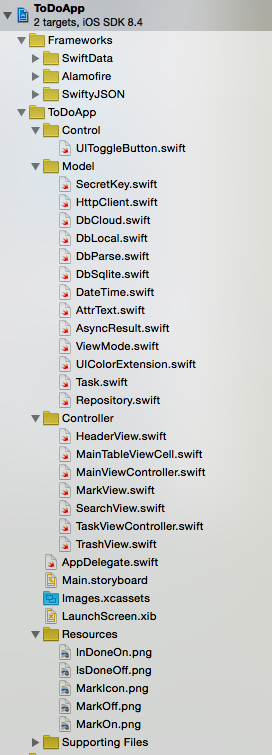 ToDoApp
2 targets, iOS SDK 8.4
Frameworks
SwiftData
Alamofire
SwiftyJSON
ToDoApp
Control
UIToggleButton.swift
Model
SecretKey.swift
HttpClient.swift
DbCloud.swift
DbLocal.swift
DbParse.swift
DbSqlite.swift
DateTime.swift
AttrText.swift
AsyncResult.swift
ViewMode.swift
UIColorExtension.swift
Task.swift
Repository.swift
Controller
HeaderView.swift
MainTableViewCell.swift
MainViewController.swift
MarkView.swift
SearchView.swift
TaskViewController.swift
TrashView.swift
AppDelegate.swift
Main.storyboard
Images.xcassets
LaunchScreen.xib
Resources
InDoneOn.png
IsDoneOff.png
MarkIcon.png
MarkOff.png
MarkOn.png
Supporting Files